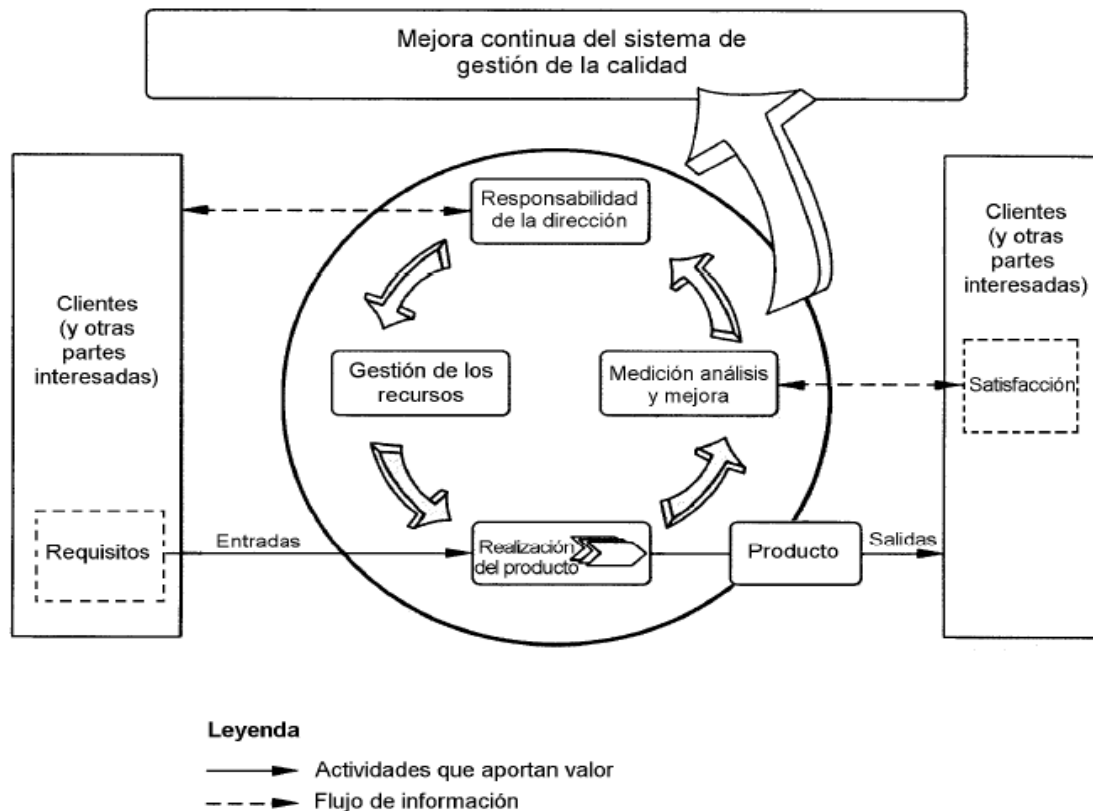 Mejora continua del sistema de
gestión de la calidad
Responsabilidad
de la dirección
Clientes
(y otras
partes
interesadas)
Clientes
(y otras
partes
interesadas)
Gestión de los
recursos
Medición análisis
y mejora
Satisfacción
Requisitos
Entradas
Realización
del producto
Producto
Salidas
Leyenda
Actividades que aportan valor
Flujo de información